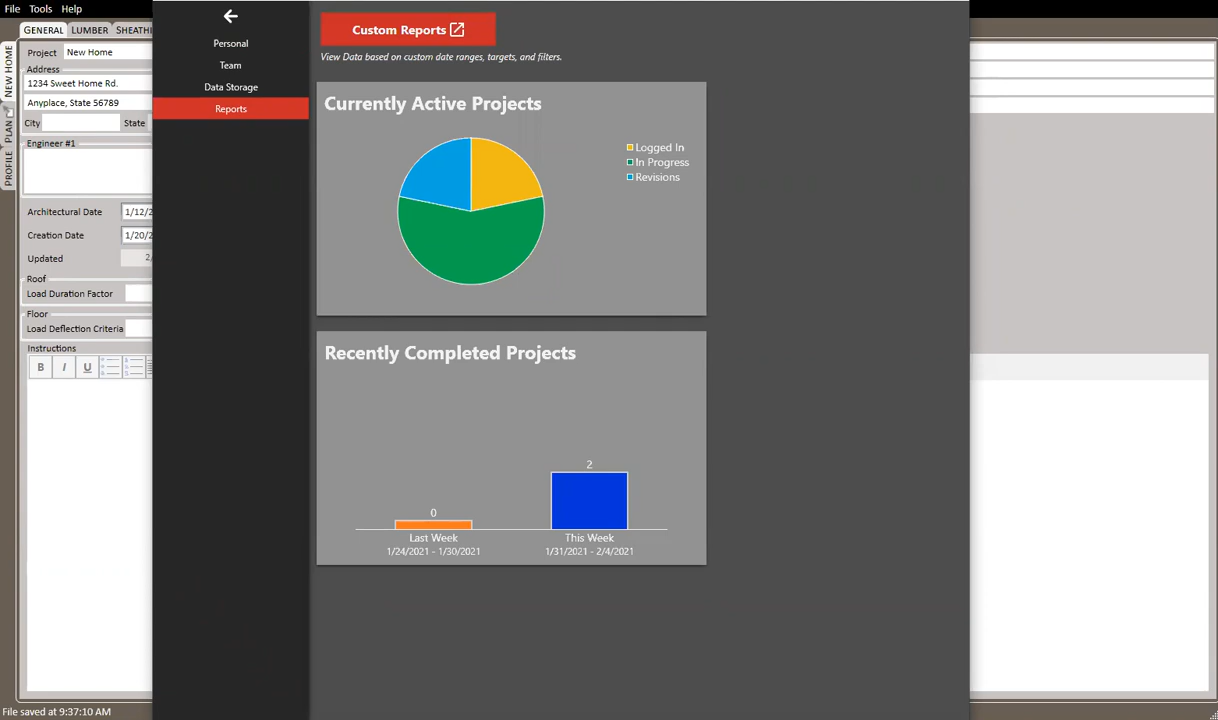 File Tools Help
GENERAL LUMBER SHEATHI
NEW HOME
PLAN
PROFILE
Project New Home
Address
1234 Sweet Home Rd.
Anyplace, State 56789
City State
Engineer #1
Architectural Date 1/12/2
Creation Date 1/20/2
Updated 2/
Roof
Load Duration Factor
Floor
Load Deflection Criteria
Instructions
B I U
File saved at 9:37:10 AM
Personal
Team
Data Storage
Reports
Custom Reports
View Data based on custom date ranges, targets, and filters.
Currently Active Projects
Logged In
In Progress
Revisions
Recently Completed Projects
0
2
Last Week
1/24/2021 - 1/30/2021
This Week
1/31/2021 - 2/4/2021